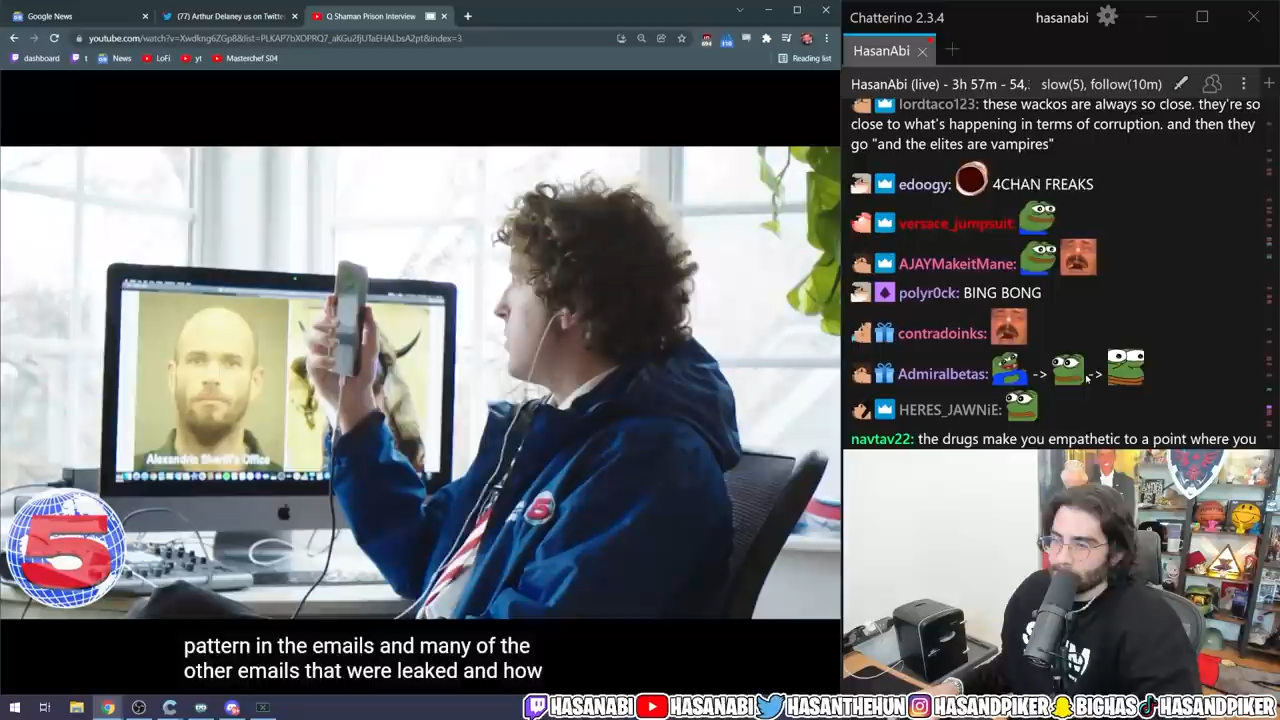 Google News
(77) Arthur Delaney us on Twitte
Q Shaman Prison Interview
youtube.com/watch?v=Xwdkng6ZGp8&list=PLKAP7bXOPRQ7_aKGu2fjUTaEHALbsA2pt&index=3
dashboard
t
News
LoFi
yt
Masterchef S04
Reading list
Alexandria Sheriff's Office
5
pattern in the emails and many of the
other emails that were leaked and how
Chatterino 2.3.4
hasanabi
HasanAbi
HasanAbi (live) - 3h 57m - 54,:
slow(5), follow(10m)
lordtaco123: these wackos are always so close. they're so
close to what's happening in terms of corruption. and then they
go "and the elites are vampires"
edoogy: 4CHAN FREAKS
versace_jumpsuit:
AJAYMakeitMane:
polyr0ck: BING BONG
contradoinks:
Admiralbetas: -> ->
HERES_JAWNiE:
navtav22: the drugs make you empathetic to a point where you
HASANABI HASANABI HASANTHEHUN HASANDPIKER BIGHAS HASANDPIKER